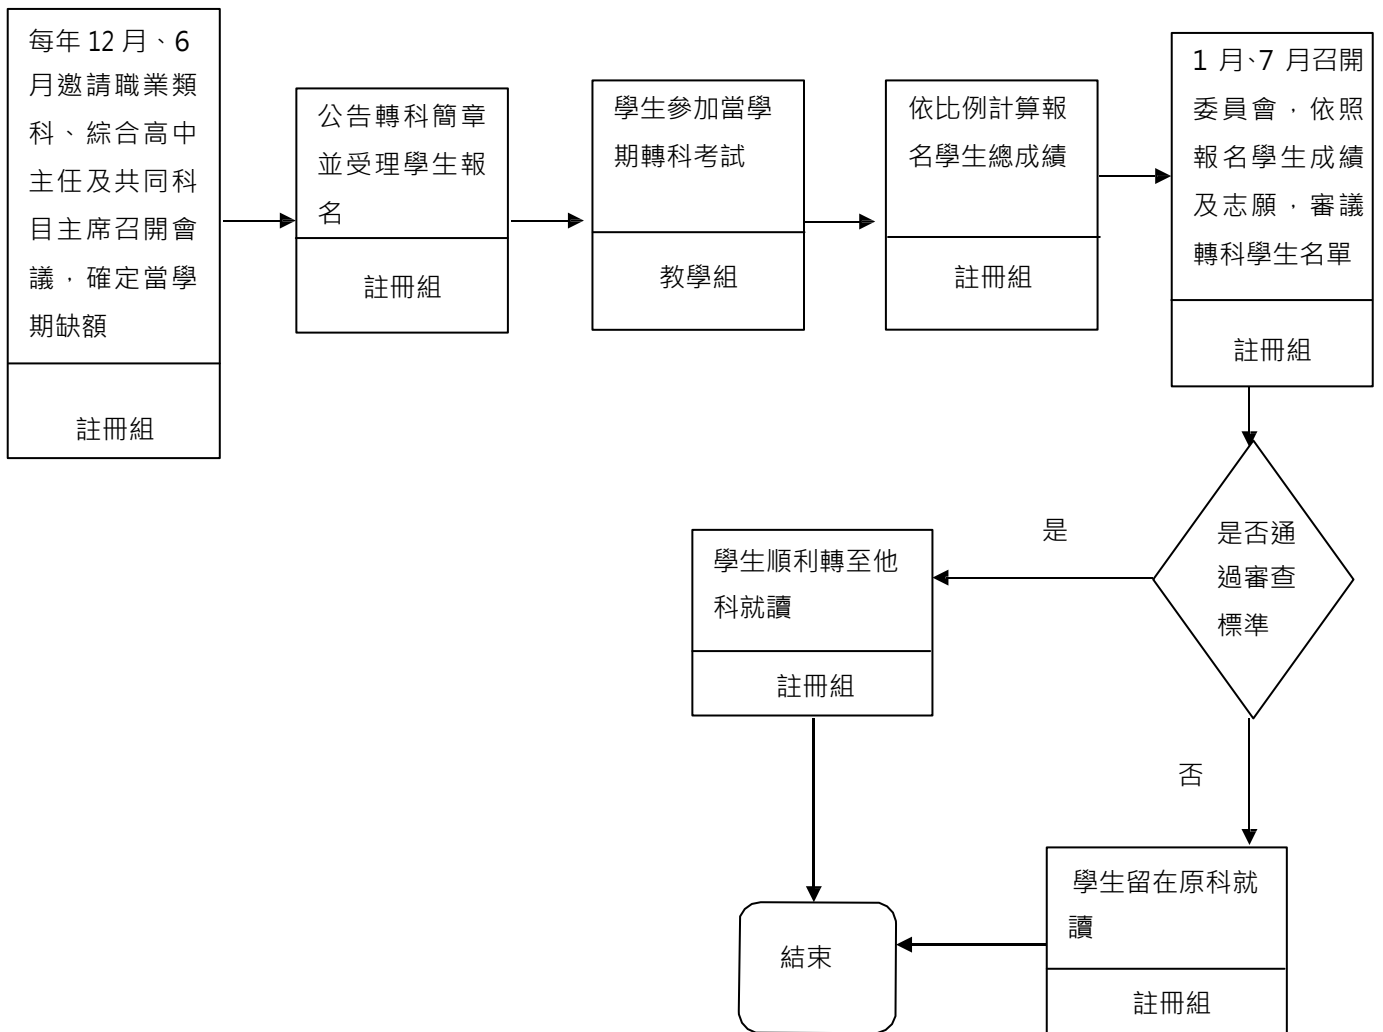 每年 12 月、6
月邀請職業類
科、綜合高中
主任及共同科
目主席召開會
議，確定當學
期缺額
註冊組
公告轉科簡章
並受理學生報
名
註冊組
學生參加當學
期轉科考試
教學組
依比例計算報
名學生總成績
註冊組
1 月、7 月召開
委員會，依照
報名學生成績
及志願，審議
轉科學生名單
註冊組
是否通
過審查
標準
是
學生順利轉至他
科就讀
註冊組
否
學生留在原科就
讀
註冊組
結束